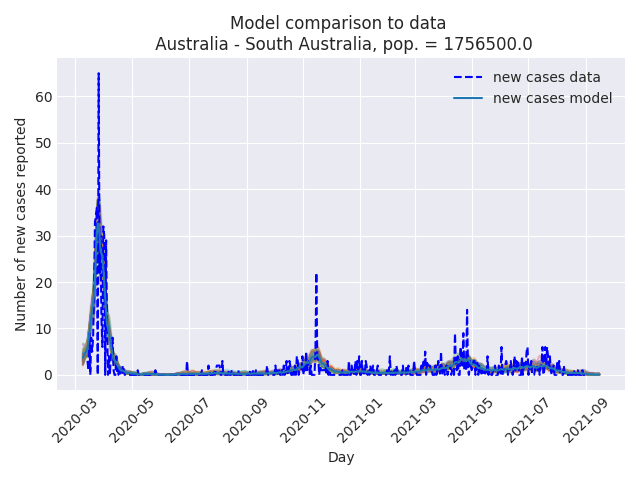 Model comparison to data
Australia - South Australia, pop. = 1756500.0
new cases data
new cases model
Number of new cases reported
60
50
40
30
20
10
0
2020-03
2020-05
2020-07
2020-09
2020-11
2021-01
2021-03
2021-05
2021-07
2021-09
Day